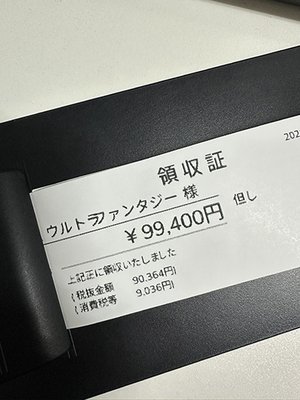 202
領収証
ウルトラファンタジー 様
¥99,400円 但し
上記正に領収いたしました
(税抜金額 90,364円)
(消費税等 9,036円)